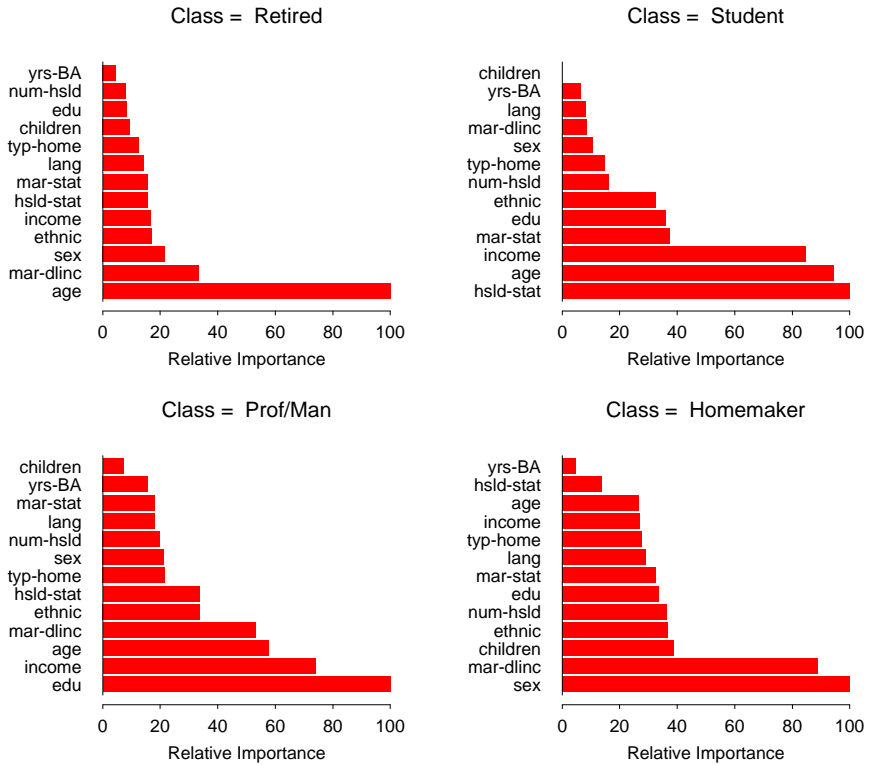 Class =  Retired
yrs-BA
num-hsld
edu
children
typ-home
lang
mar-stat
hsld-stat
income
ethnic
sex
mar-dlinc
age
0 20 40 60 80 100
Relative Importance
Class =  Student
children
yrs-BA
lang
mar-dlinc
sex
typ-home
num-hsld
ethnic
edu
mar-stat
income
age
hsld-stat
0 20 40 60 80 100
Relative Importance
Class =  Prof/Man
children
yrs-BA
mar-stat
lang
num-hsld
sex
typ-home
hsld-stat
ethnic
mar-dlinc
age
income
edu
0 20 40 60 80 100
Relative Importance
Class =  Homemaker
yrs-BA
hsld-stat
age
income
typ-home
lang
mar-stat
edu
num-hsld
ethnic
children
mar-dlinc
sex
0 20 40 60 80 100
Relative Importance